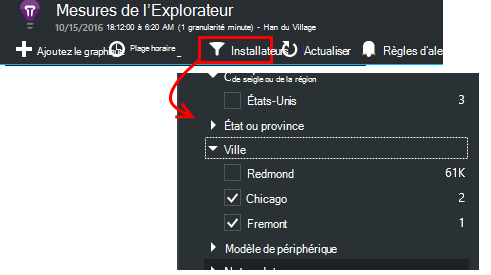 Mesures de l'Explorateur
10/15/2016 18:12:00 à 6:20 AM (1 granularité minute) - Han du Village
Ajoutez le graphique Plage horaire Installateurs Actualiser Règles d'ale
de seigle ou de la région
États-Unis 3
État ou province
Ville
Redmond 61K
Chicago 2
Fremont 1
Modèle de périphérique